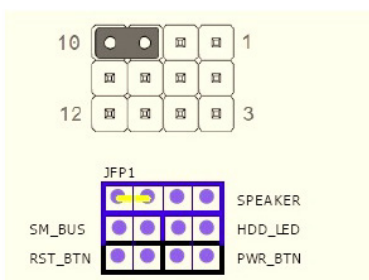 10 1
12 3
JFP1
SPEAKER
SM_BUS HDD_LED
RST_BTN PWR_BTN